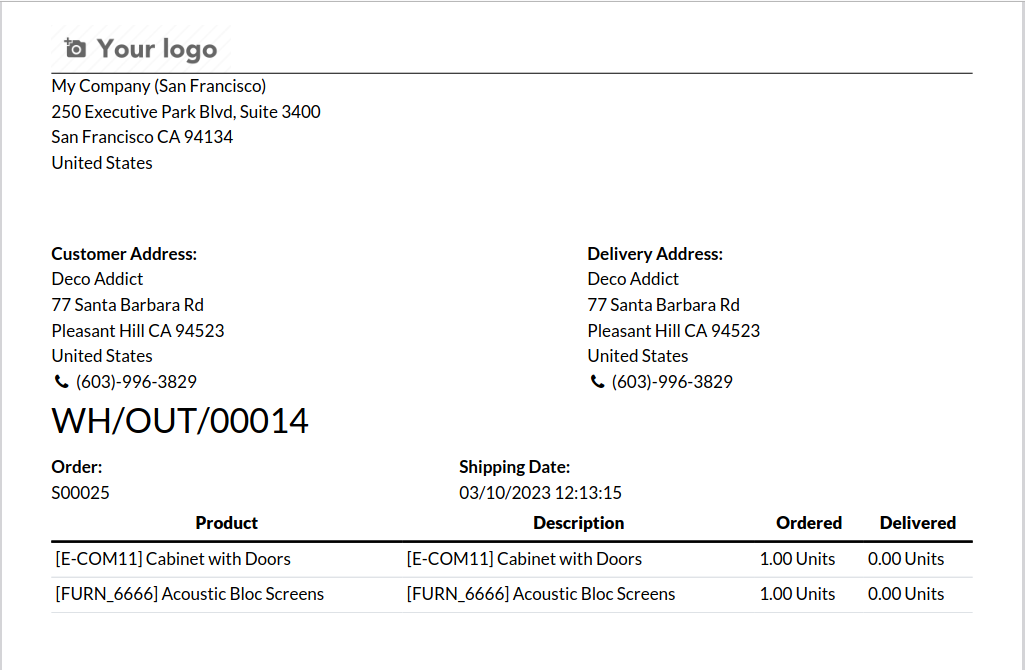 Your logo
My Company (San Francisco)
250 Executive Park Blvd, Suite 3400
San Francisco CA 94134
United States
Customer Address:
Deco Addict
77 Santa Barbara Rd
Pleasant Hill CA 94523
United States
(603)-996-3829
Delivery Address:
Deco Addict
77 Santa Barbara Rd
Pleasant Hill CA 94523
United States
(603)-996-3829
WH/OUT/00014
Order:
S00025
Shipping Date:
03/10/2023 12:13:15
Product Description Ordered Delivered
[E-COM11] Cabinet with Doors [E-COM11] Cabinet with Doors 1.00 Units 0.00 Units
[FURN_6666] Acoustic Bloc Screens [FURN_6666] Acoustic Bloc Screens 1.00 Units 0.00 Units